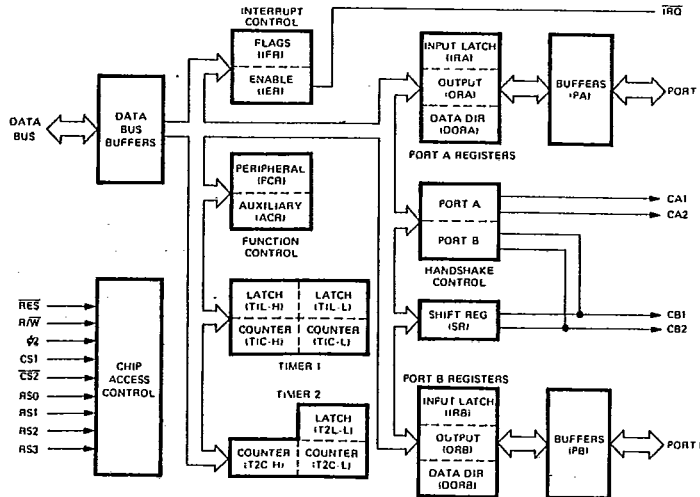 INTERRUPT CONTROL
FLAGS
(IFR)
ENABLE
(IER)
IRQ
INPUT LATCH
(IRA)
OUTPUT
(ORA)
DATA DIR
(DDRA)
PORT A REGISTERS
BUFFERS
(PA)
PORT
DATA
BUS
DATA
BUS
BUFFERS
PERIPHERAL
(PCR)
AUXILIARY
(ACR)
FUNCTION
CONTROL
PORT A
PORT B
HANDSHAKE
CONTROL
CA1
CA2
LATCH
(T1L-H)
LATCH
(T1L-L)
COUNTER
(T1C-H)
COUNTER
(T1C-L)
TIMER 1
SHIFT REG
(SR)
CB1
CB2
RES
R/W
ϕ2
CS1
CS2
RS0
RS1
RS2
RS3
CHIP
ACCESS
CONTROL
TIMER 2
LATCH
(T2L-L)
COUNTER
(T2C-H)
COUNTER
(T2C-L)
PORT B REGISTERS
INPUT LATCH
(IRB)
OUTPUT
(ORB)
DATA DIR
(DDRB)
BUFFERS
(PB)
PORT